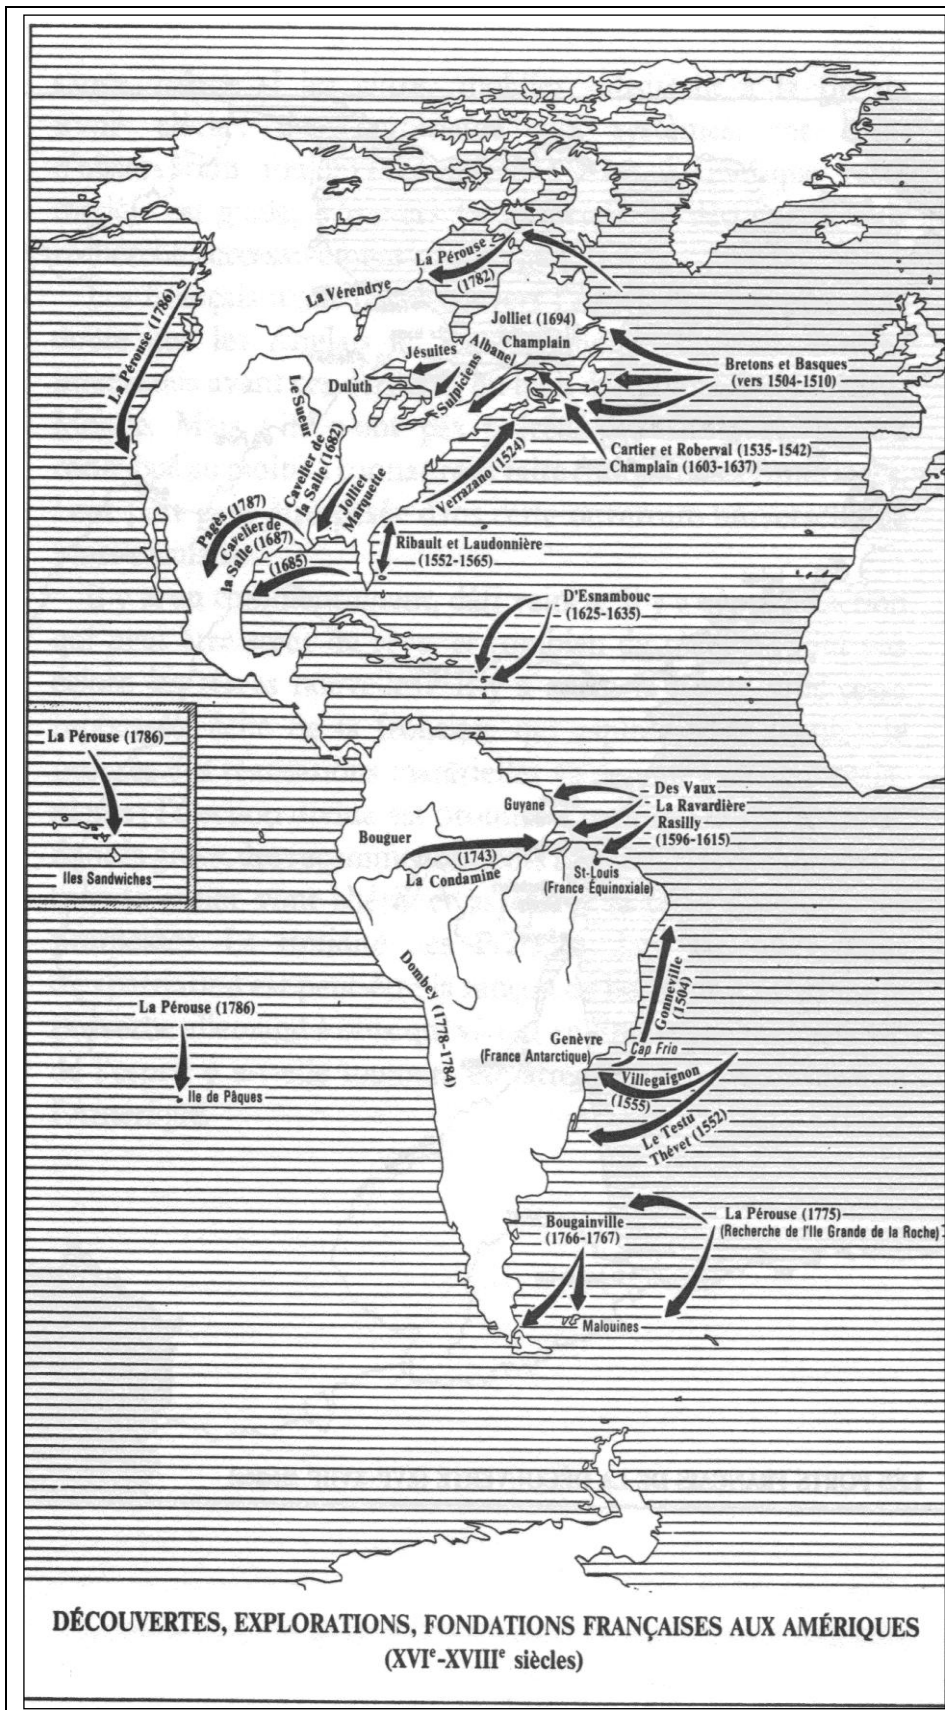 La Pérouse
(1782)
La Vérendrye
La Pérouse (1786)
Jolliet (1694)
Champlain
Albanel
Jésuites
Sulpiciens
Duluth
Le Sueur
Bretons et Basques
(vers 1504-1510)
Cartier et Roberval (1535-1542)
Champlain (1603-1637)
Verrazano (1524)
Cavelier de
la Salle (1682)
Jolliet
Marquette
Pagès (1787)
Cavelier de
la Salle (1687)
(1685)
Ribault et Laudonnière
(1552-1565)
D'Esnambouc
(1625-1635)
La Pérouse (1786)
Iles Sandwiches
Guyane
Des Vaux
La Ravardière
Rasilly
(1596-1615)
Bouguer
(1743)
La Condamine
St-Louis
(France Équinoxiale)
Dombey (1778-1784)
Gonneville
(1504)
La Pérouse (1786)
Ile de Pâques
Genèvre
(France Antarctique)
Cap Frio
Villegaignon
(1555)
Le Testu
Thévet (1552)
Bougainville
(1766-1767)
La Pérouse (1775)
(Recherche de l'Ile Grande de la Roche)
Malouines
DÉCOUVERTES, EXPLORATIONS, FONDATIONS FRANÇAISES AUX AMÉRIQUES
(XVIe-XVIIIe siècles)